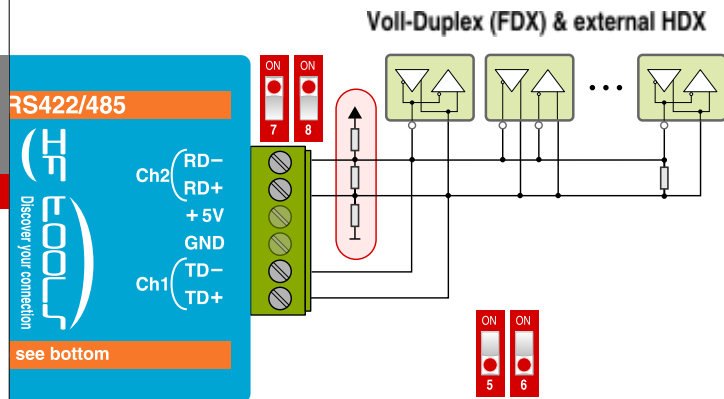 Voll-Duplex (FDX) & external HDX
ON ON
7 8
RS422/485
Ch2
RD−
RD+
+5V
GND
Ch1
TD−
TD+
Discover your connection
see bottom
ON ON
5 6